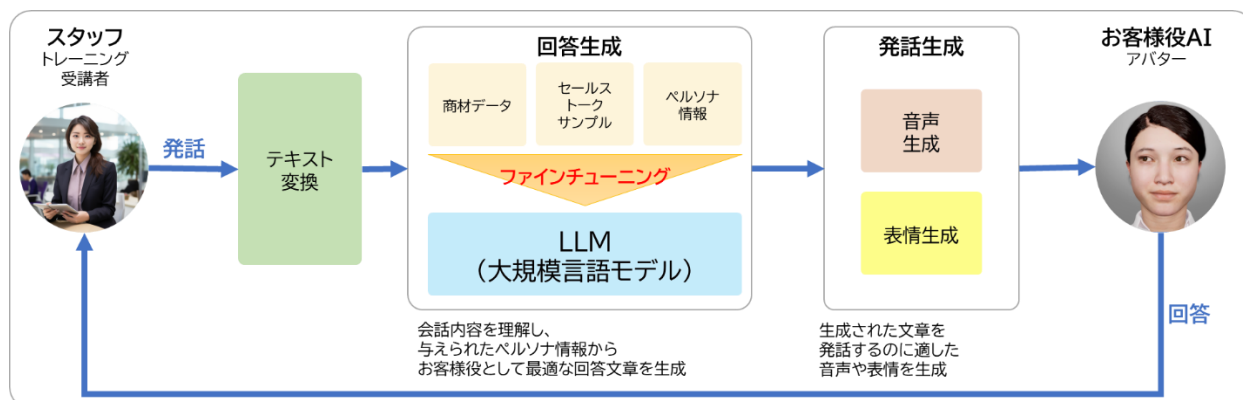 スタッフ
トレーニング
受講者
発話
テキスト
変換
回答生成
商材データ
セールス
トーク
サンプル
ペルソナ
情報
ファインチューニング
LLM
（大規模言語モデル）
会話内容を理解し、
与えられたペルソナ情報から
お客様役として最適な回答文章を生成
発話生成
音声
生成
表情生成
生成された文章を
発話するのに適した
音声や表情を生成
お客様役AI
アバター
回答